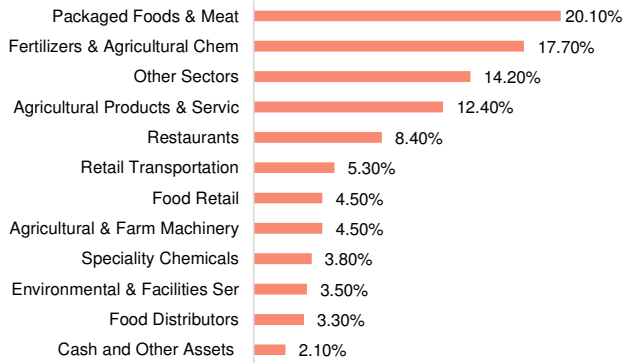 Packaged Foods & Meat 20.10%
Fertilizers & Agricultural Chem 17.70%
Other Sectors 14.20%
Agricultural Products & Servic 12.40%
Restaurants 8.40%
Retail Transportation 5.30%
Food Retail 4.50%
Agricultural & Farm Machinery 4.50%
Speciality Chemicals 3.80%
Environmental & Facilities Ser 3.50%
Food Distributors 3.30%
Cash and Other Assets 2.10%